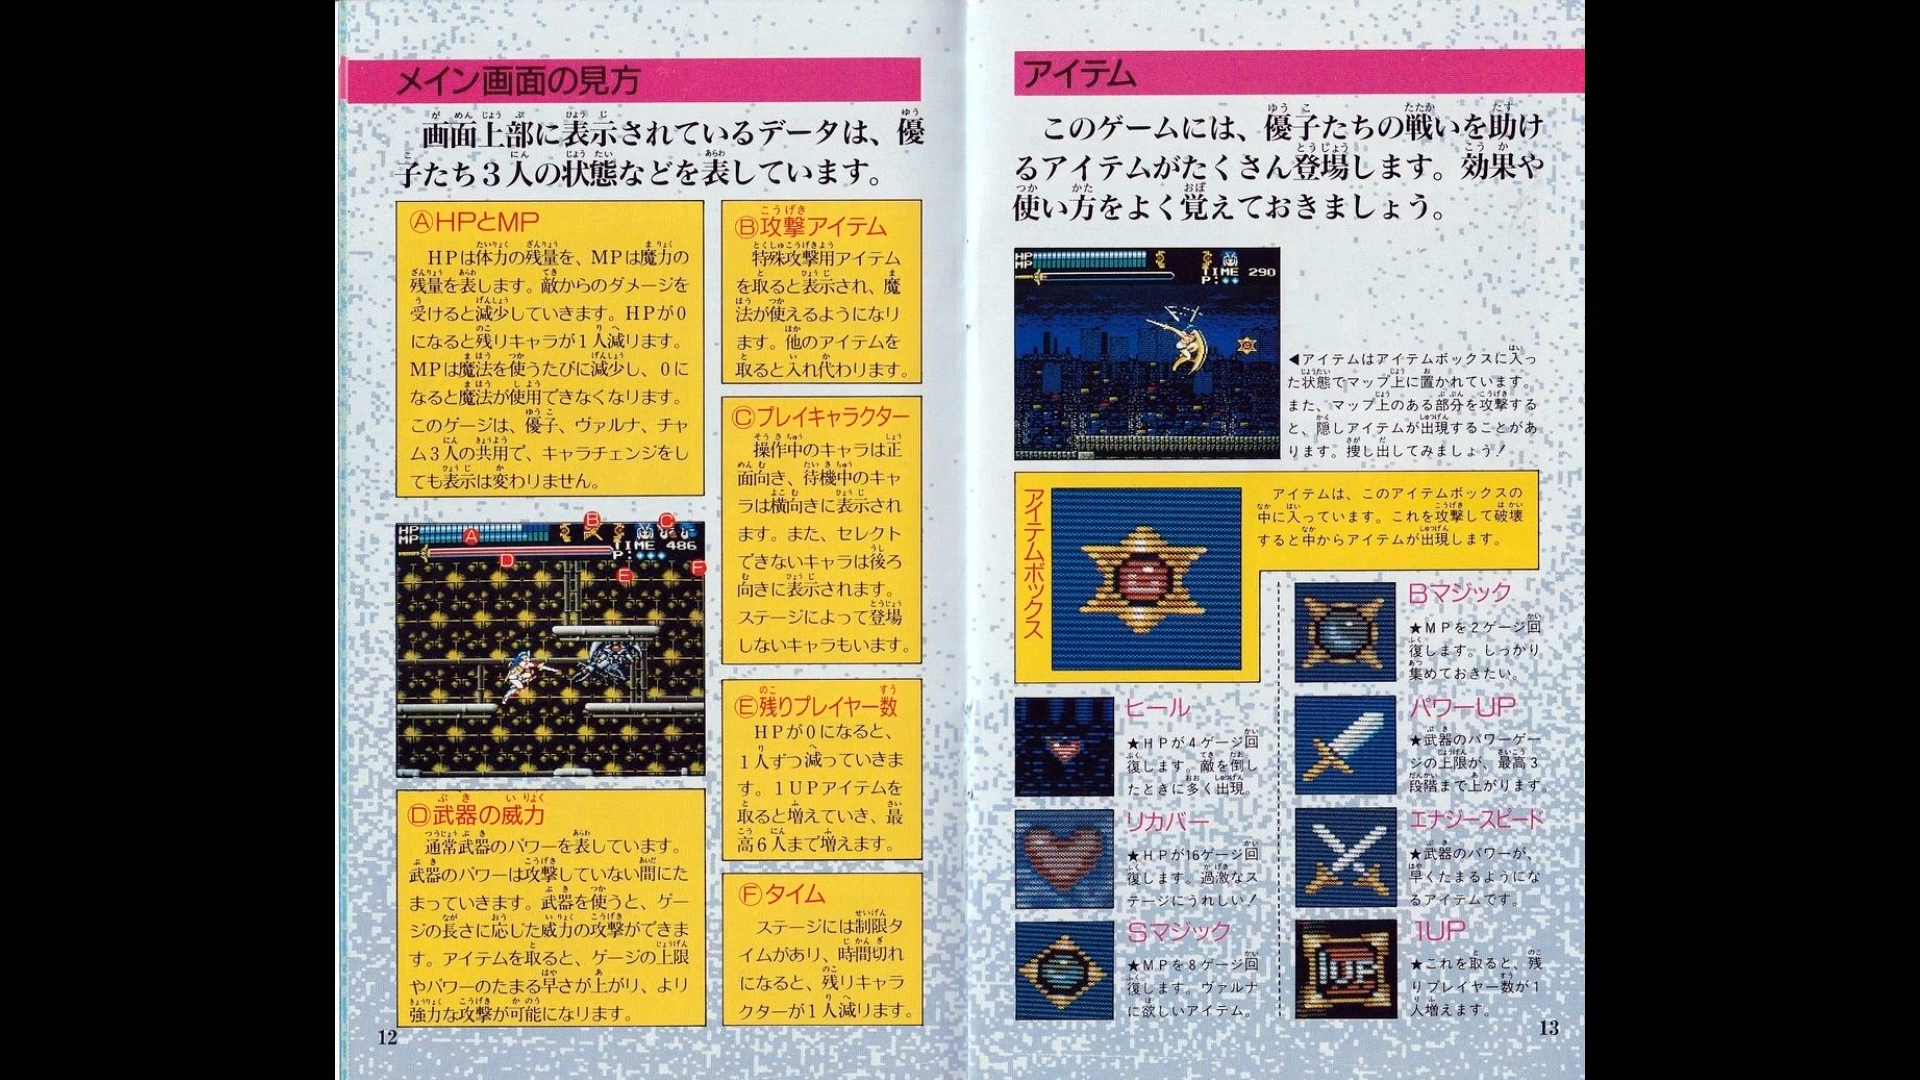 メイン画面の見方
画面上部に表示されているデータは、優
子たち3人の状態などを表しています。
ⒶHPとMP
HPは体力の残量を、MPは魔力の
残量を表します。敵からのダメージを
受けると減少していきます。HPが0
になると残りキャラが1人減ります。
MPは魔法を使うたびに減少し、0に
なると魔法が使用できなくなります。
このゲージは、優子、ヴァルナ、チャ
ム3人の共用で、キャラチェンジをし
ても表示は変わりません。
HP
MP
A
B
C
TIME 486
P:
D
E
F
Ⓓ武器の威力
通常武器のパワーを表しています。
武器のパワーは攻撃していない間にた
まっていきます。武器を使うと、ゲー
ジの長さに応じた威力の攻撃ができま
す。アイテムを取ると、ゲージの上限
やパワーのたまる早さが上がり、より
強力な攻撃が可能になります。
Ⓑ攻撃アイテム
特殊攻撃用アイテム
を取ると表示され、魔
法が使えるようになり
ます。他のアイテムを
取ると入れ代わります。
Ⓒプレイキャラクター
操作中のキャラは正
面向き、待機中のキャ
ラは横向きに表示され
ます。また、セレクト
できないキャラは後ろ
向きに表示されます。
ステージによって登場
しないキャラもいます。
Ⓔ残りプレイヤー数
HPが0になると、
1人ずつ減っていきま
す。1UPアイテムを
取ると増えていき、最
高6人まで増えます。
Ⓕタイム
ステージには制限タ
イムがあり、時間切れ
になると、残りキャラ
クターが1人減ります。
12
アイテム
このゲームには、優子たちの戦いを助け
るアイテムがたくさん登場します。効果や
使い方をよく覚えておきましょう。
HP
MP
TIME 290
P:
◀アイテムはアイテムボックスに入っ
た状態でマップ上に置かれています。
また、マップ上のある部分を攻撃する
と、隠しアイテムが出現することがあ
ります。捜し出してみましょう!
アイテムボックス
アイテムは、このアイテムボックスの
中に入っています。これを攻撃して破壊
すると中からアイテムが出現します。
ヒール
★HPが4ゲージ回
復します。敵を倒し
たときに多く出現。
リカバー
★HPが16ゲージ回
復します。過激なス
テージにうれしい!
Sマジック
★MPを8ゲージ回
復します。ヴァルナ
に欲しいアイテム。
Bマジック
★MPを2ゲージ回
復します。しっかり
集めておきたい。
パワーUP
★武器のパワーゲー
ジの上限が、最高3
段階まで上がります。
エナジースピード
★武器のパワーが、
早くたまるようにな
るアイテムです。
1UP
1UP
★これを取ると、残
りプレイヤー数が1
人増えます。
13